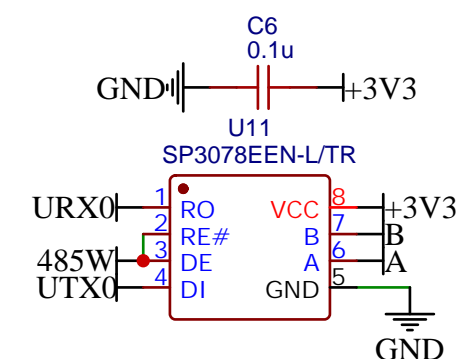 C6
0.1u
GND
+3V3
U11
SP3078EEN-L/TR
URX0 1 RO VCC 8 +3V3
2 RE# B 7 B
485W 3 DE A 6 A
UTX0 4 DI GND 5
GND